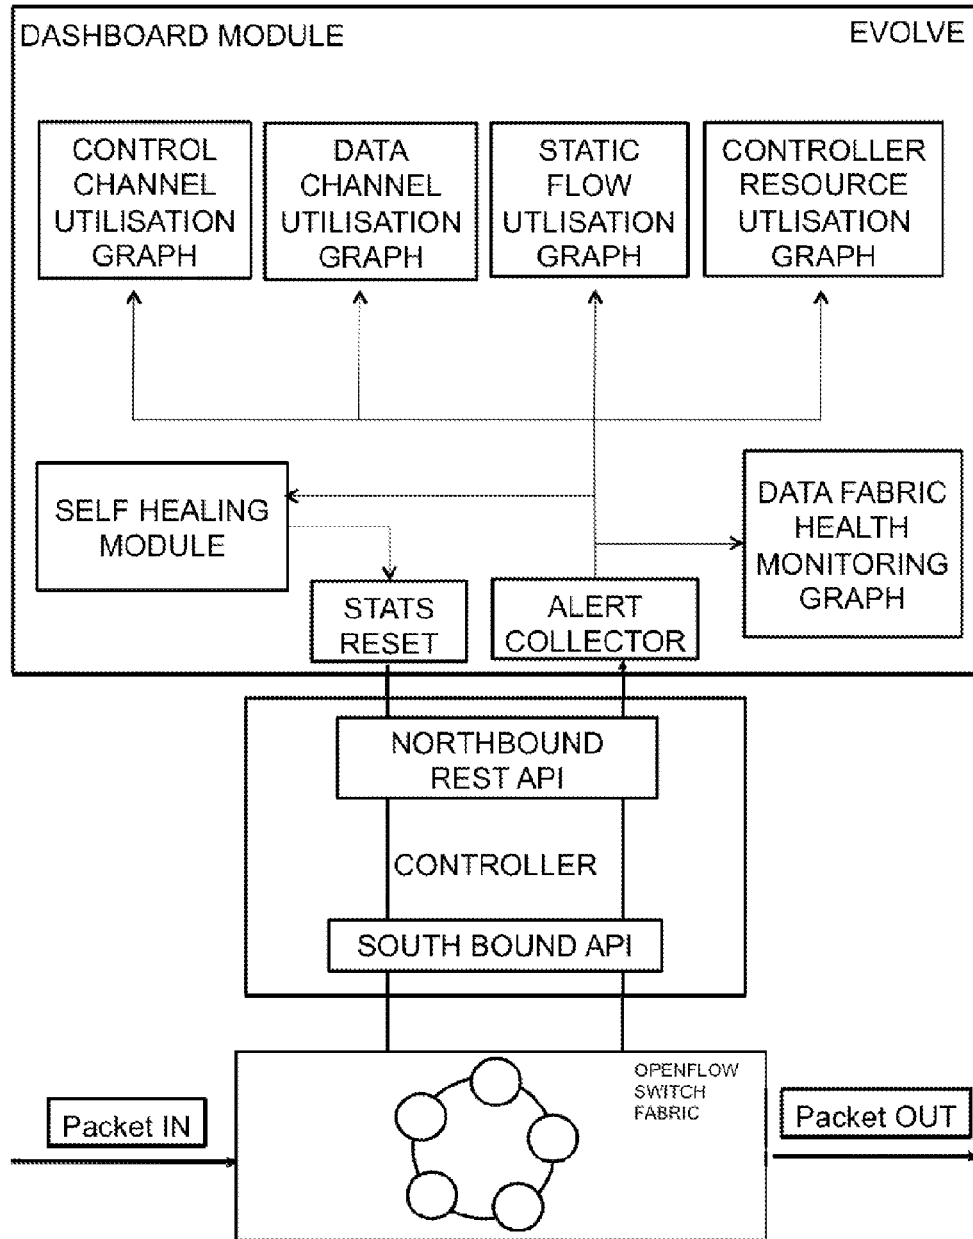 DASHBOARD MODULE
EVOLVE
CONTROL
CHANNEL
UTILISATION
GRAPH
DATA
CHANNEL
UTILISATION
GRAPH
STATIC
FLOW
UTLISATION
GRAPH
CONTROLLER
RESOURCE
UTLISATION
GRAPH
SELF HEALING
MODULE
DATA FABRIC
HEALTH
MONITORING
GRAPH
STATS
RESET
ALERT
COLLECTOR
NORTHBOUND
REST API
CONTROLLER
SOUTH BOUND API
OPENFLOW
SWITCH
FABRIC
Packet IN
Packet OUT